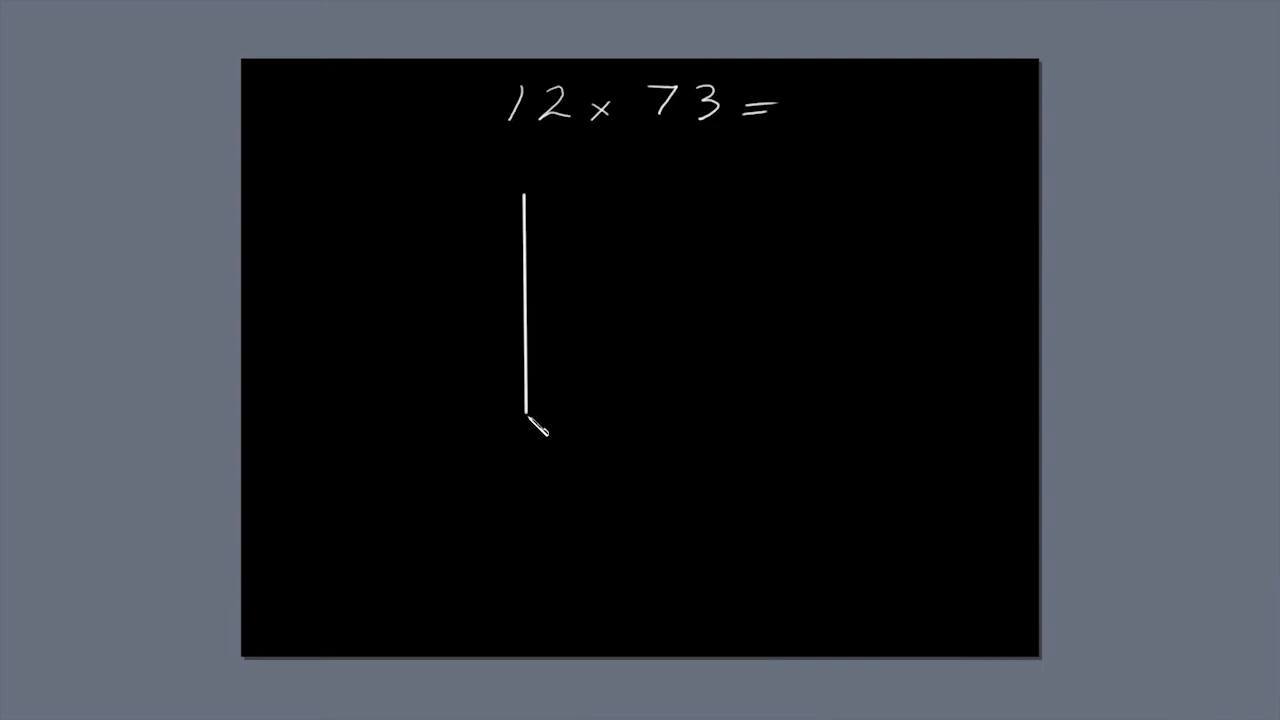 12 × 73 =